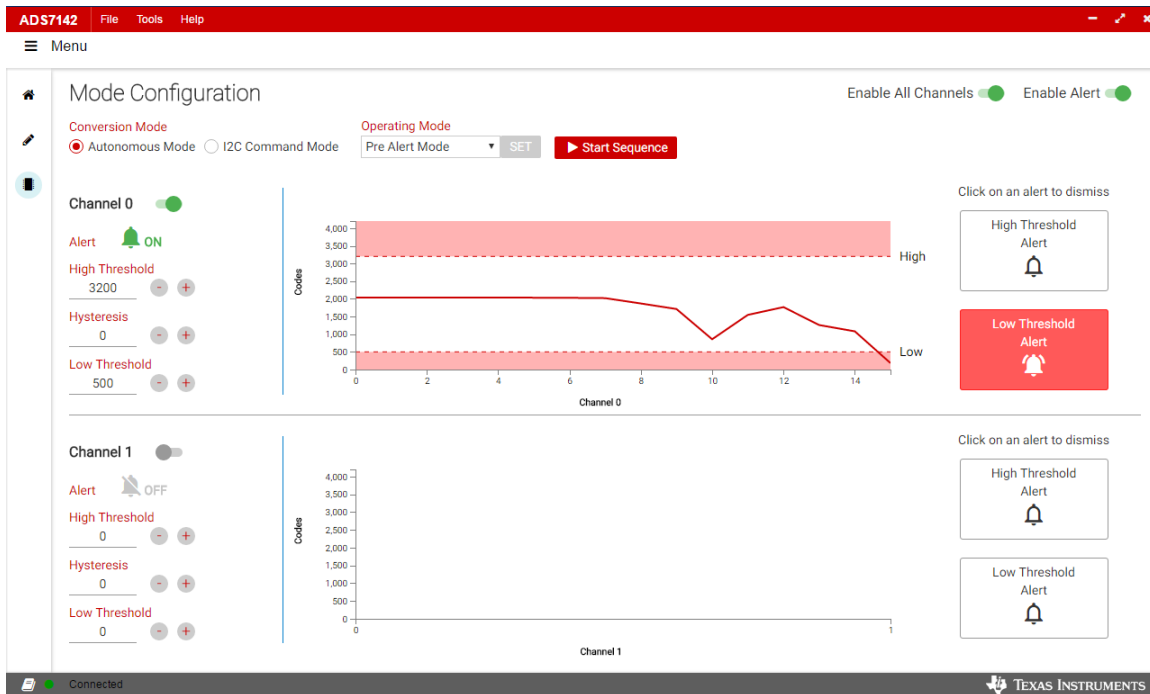 ADS7142 File Tools Help
Menu
Mode Configuration
Enable All Channels Enable Alert
Conversion Mode
Autonomous Mode I2C Command Mode
Operating Mode
Pre Alert Mode SET Start Sequence
Channel 0
Alert ON
High Threshold
3200 - +
Hysteresis
0 - +
Low Threshold
500 - +
Codes
4,000
3,500
3,000
2,500
2,000
1,500
1,000
500
0
0 2 4 6 8 10 12 14
Channel 0
High
Low
Click on an alert to dismiss
High Threshold
Alert
Low Threshold
Alert
Channel 1
Alert OFF
High Threshold
0 - +
Hysteresis
0 - +
Low Threshold
0 - +
Codes
4,000
3,500
3,000
2,500
2,000
1,500
1,000
500
0
0 1
Channel 1
Click on an alert to dismiss
High Threshold
Alert
Low Threshold
Alert
Connected
TEXAS INSTRUMENTS